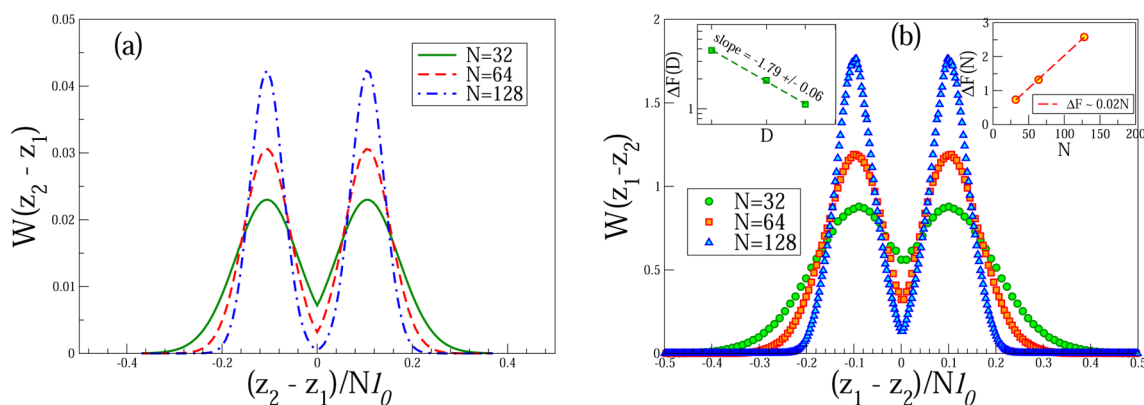 (a)
N=32
N=64
N=128
W(z₂ - z₁)
0.05
0.04
0.03
0.02
0.01
0
-0.4
-0.2
0
0.2
0.4
(z₂ - z₁)/Nl₀
(b)
W(z₁-z₂)
2
1.5
1
0.5
0
-0.5
-0.4
-0.3
-0.2
-0.1
0
0.1
0.2
0.3
0.4
0.5
(z₁ - z₂)/Nl₀
N=32
N=64
N=128
ΔF(D)
1
slope = -1.79 +/- 0.06
D
ΔF(N)
3
2
1
0
0
50
100
150
200
N
ΔF ~ 0.02N